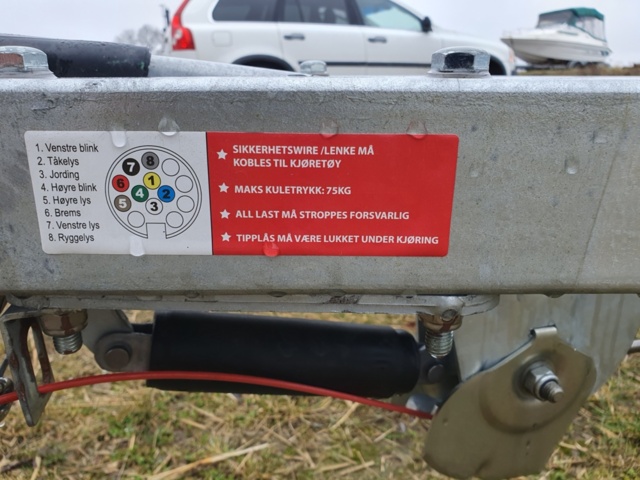 1. Venstre blink
2. Tåkelys
3. Jording
4. Høyre blink
5. Høyre lys
6. Brems
7. Venstre lys
8. Ryggelys
7 8
6 1
4 2
5 3
SIKKERHETSWIRE /LENKE MÅ
KOBLES TIL KJØRETØY
MAKS KULETRYKK: 75KG
ALL LAST MÅ STROPPES FORSVARLIG
TIPPLÅS MÅ VÆRE LUKKET UNDER KJØRING